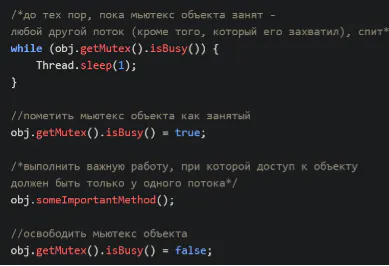 /*до тех пор, пока мьютекс объекта занят -
любой другой поток (кроме того, который его захватил), спит*
while (obj.getMutex().isBusy()) {
Thread.sleep(1);
}
//пометить мьютекс объекта как занятый
obj.getMutex().isBusy() = true;
/*выполнить важную работу, при которой доступ к объекту
должен быть только у одного потока*/
obj.someImportantMethod();
//освободить мьютекс объекта
obj.getMutex().isBusy() = false;